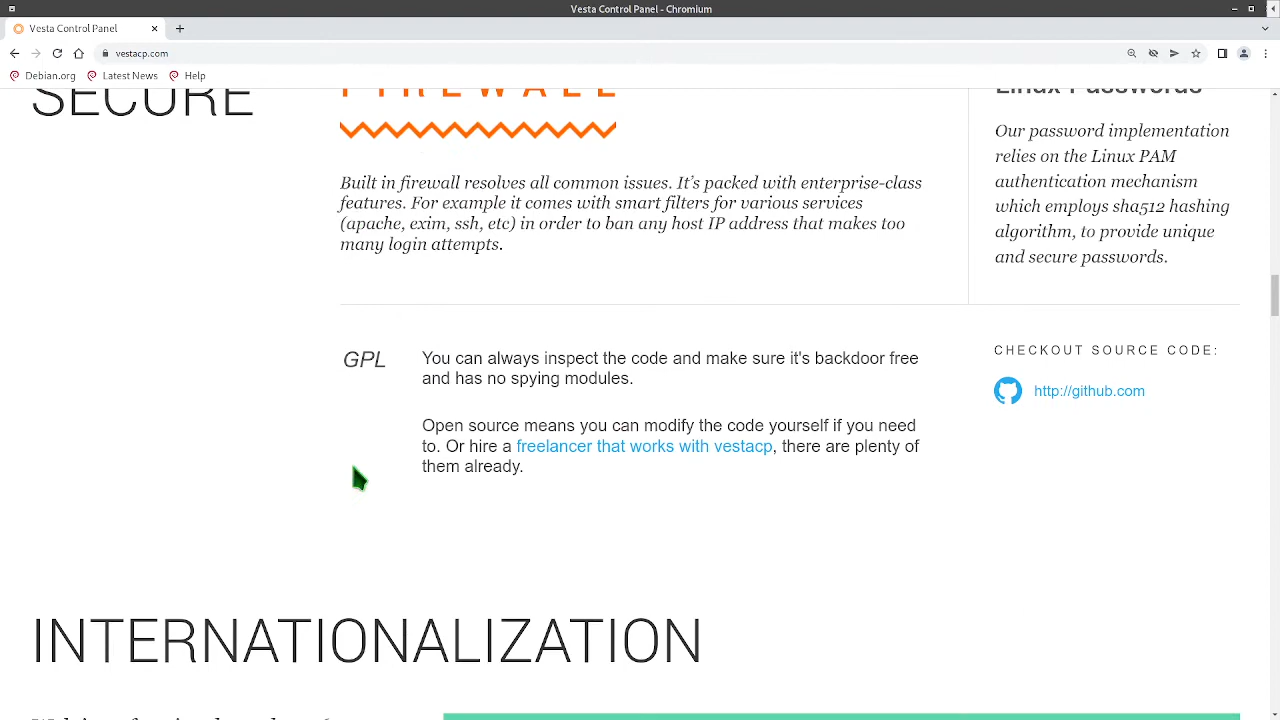 Vesta Control Panel - Chromium
Vesta Control Panel
vestacp.com
Debian.org
Latest News
Help
SECURE
FIREWALL
Linux Passwords
Built in firewall resolves all common issues. It’s packed with enterprise-class
features. For example it comes with smart filters for various services
(apache, exim, ssh, etc) in order to ban any host IP address that makes too
many login attempts.
Our password implementation
relies on the Linux PAM
authentication mechanism
which employs sha512 hashing
algorithm, to provide unique
and secure passwords.
GPL
You can always inspect the code and make sure it's backdoor free
and has no spying modules.
Open source means you can modify the code yourself if you need
to. Or hire a freelancer that works with vestacp, there are plenty of
them already.
CHECKOUT SOURCE CODE:
http://github.com
INTERNATIONALIZATION